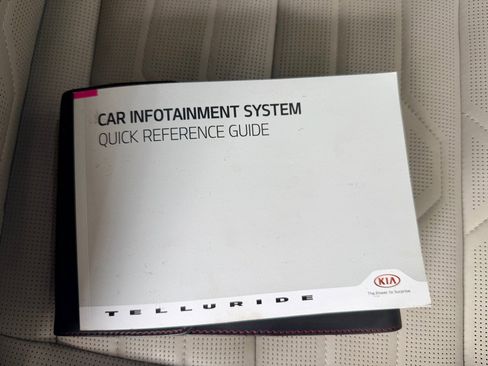 CAR INFOTAINMENT SYSTEM
QUICK REFERENCE GUIDE
KIA
The Power To Surprise
TELLURIDE